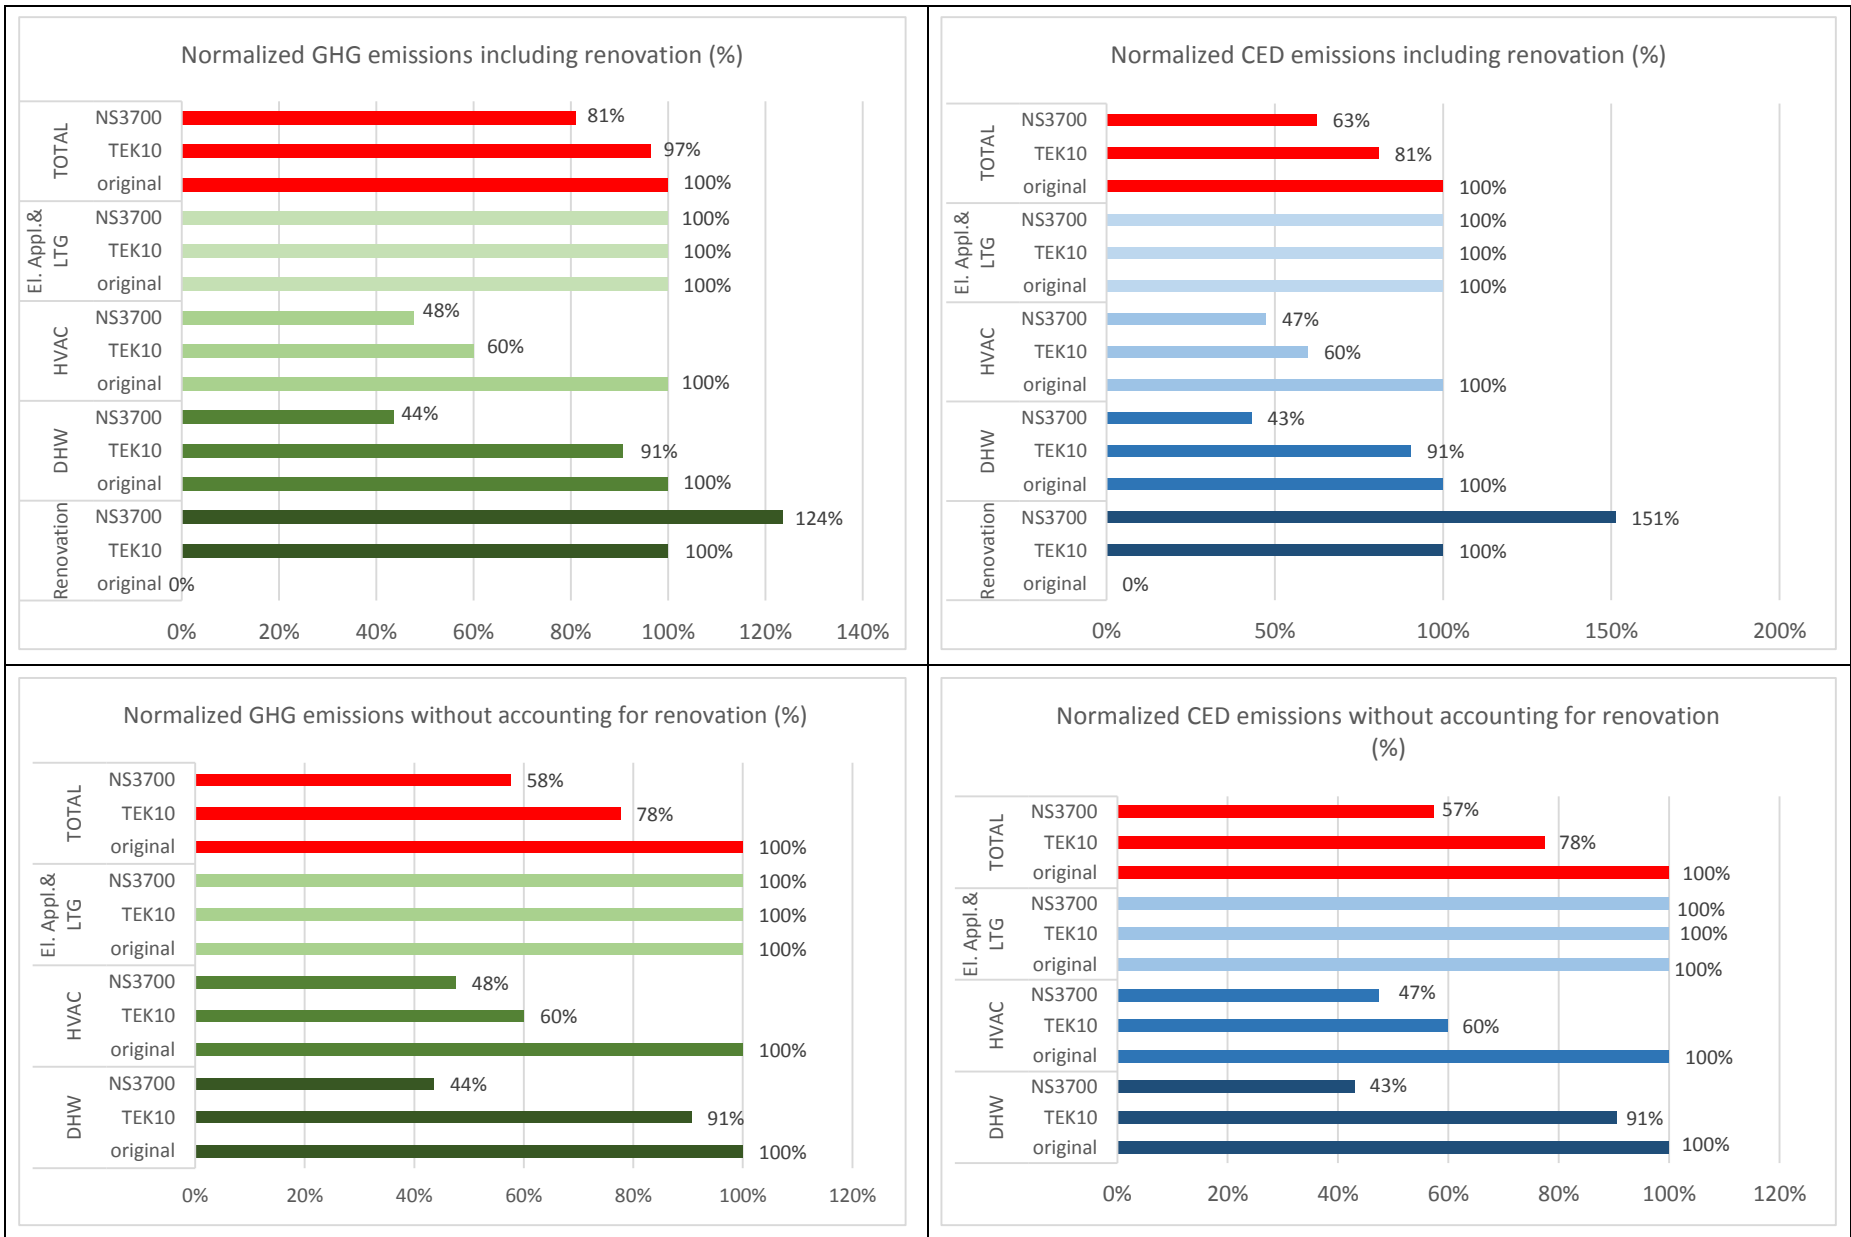 Normalized GHG emissions including renovation (%)
TOTAL
NS3700 81%
TEK10 97%
original 100%
El. Appl.&
LTG
NS3700 100%
TEK10 100%
original 100%
HVAC
NS3700 48%
TEK10 60%
original 100%
DHW
NS3700 44%
TEK10 91%
original 100%
Renovation
NS3700 124%
TEK10 100%
original 0%
0% 20% 40% 60% 80% 100% 120% 140%
Normalized CED emissions including renovation (%)
TOTAL
NS3700 63%
TEK10 81%
original 100%
El. Appl.&
LTG
NS3700 100%
TEK10 100%
original 100%
HVAC
NS3700 47%
TEK10 60%
original 100%
DHW
NS3700 43%
TEK10 91%
original 100%
Renovation
NS3700 151%
TEK10 100%
original 0%
0% 50% 100% 150% 200%
Normalized GHG emissions without accounting for renovation (%)
TOTAL
NS3700 58%
TEK10 78%
original 100%
El. Appl.&
LTG
NS3700 100%
TEK10 100%
original 100%
HVAC
NS3700 48%
TEK10 60%
original 100%
DHW
NS3700 44%
TEK10 91%
original 100%
0% 20% 40% 60% 80% 100% 120%
Normalized CED emissions without accounting for renovation
(%)
TOTAL
NS3700 57%
TEK10 78%
original 100%
El. Appl.&
LTG
NS3700 100%
TEK10 100%
original 100%
HVAC
NS3700 47%
TEK10 60%
original 100%
DHW
NS3700 43%
TEK10 91%
original 100%
0% 20% 40% 60% 80% 100% 120%